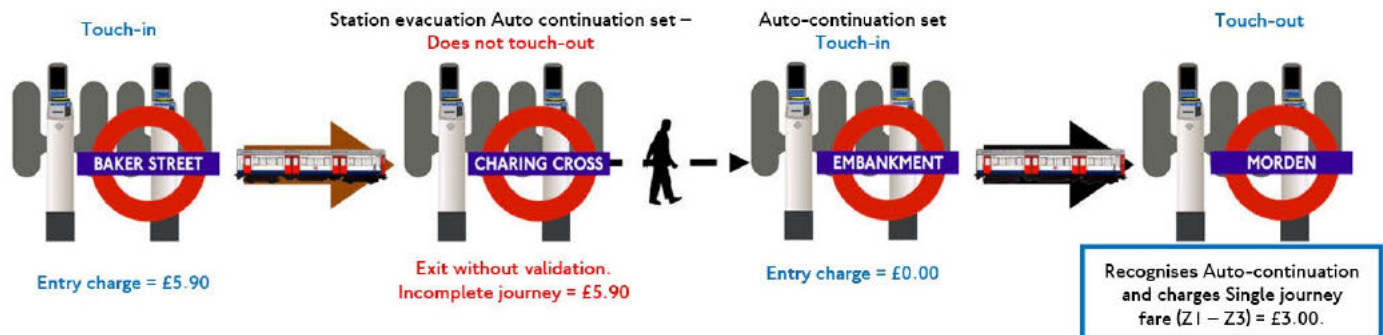 Touch-in
Station evacuation Auto continuation set –
Does not touch-out
Auto-continuation set
Touch-in
Touch-out
BAKER STREET
CHARING CROSS
EMBANKMENT
MORDEN
Entry charge = £5.90
Exit without validation.
Incomplete journey = £5.90
Entry charge = £0.00
Recognises Auto-continuation
and charges Single journey
fare (Z1 – Z3) = £3.00.